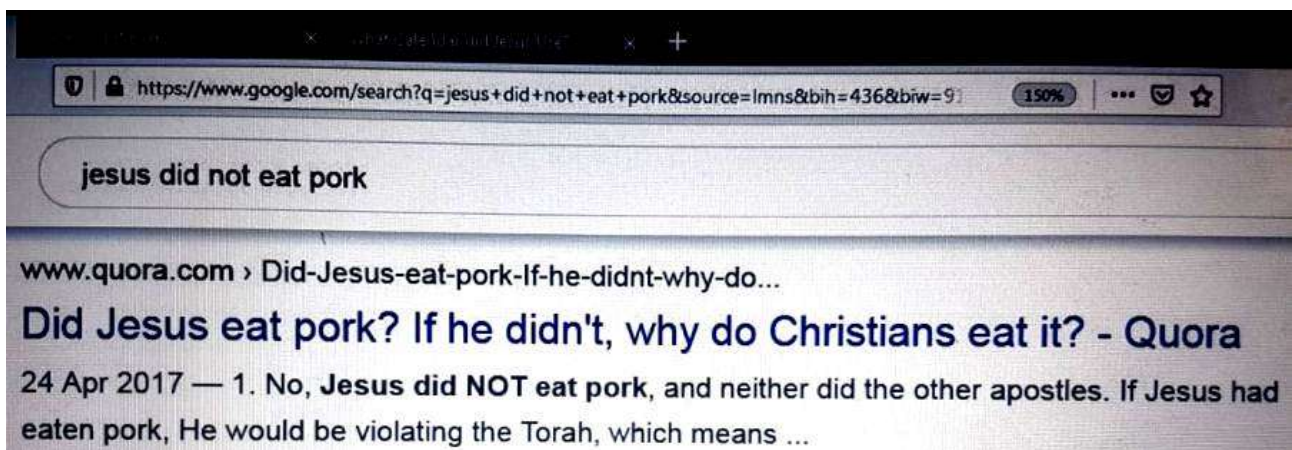 https://www.google.com/search?q=jesus+did+not+eat+pork&source=lmns&bih=436&biw=91
150%
jesus did not eat pork
www.quora.com › Did-Jesus-eat-pork-If-he-didnt-why-do...
Did Jesus eat pork? If he didn't, why do Christians eat it? - Quora
24 Apr 2017 — 1. No, Jesus did NOT eat pork, and neither did the other apostles. If Jesus had
eaten pork, He would be violating the Torah, which means ...